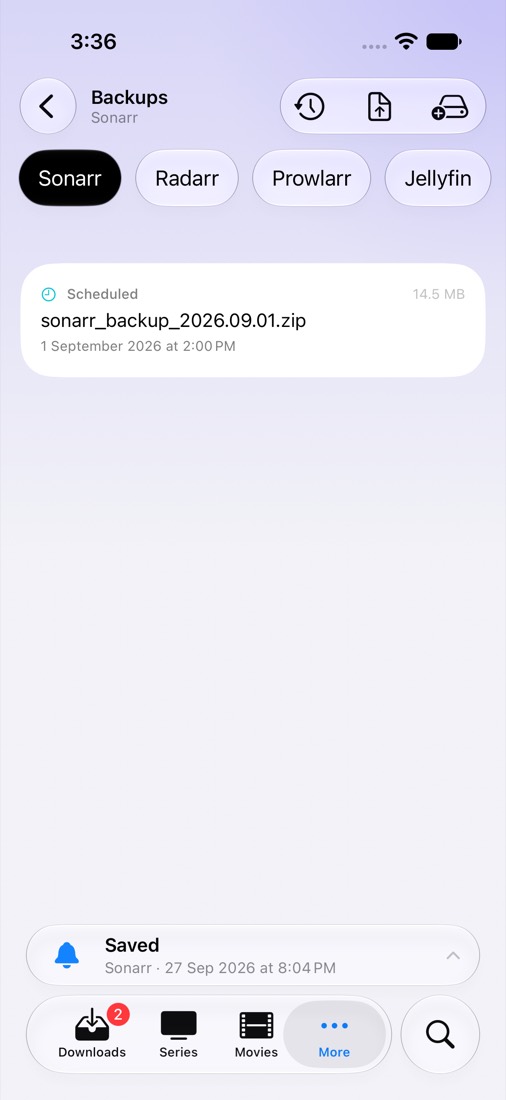 3:36
Backups
Sonarr
Sonarr
Radarr
Prowlarr
Jellyfin
Scheduled
14.5 MB
sonarr_backup_2026.09.01.zip
1 September 2026 at 2:00 PM
Saved
Sonarr · 27 Sep 2026 at 8:04 PM
2
Downloads
Series
Movies
More